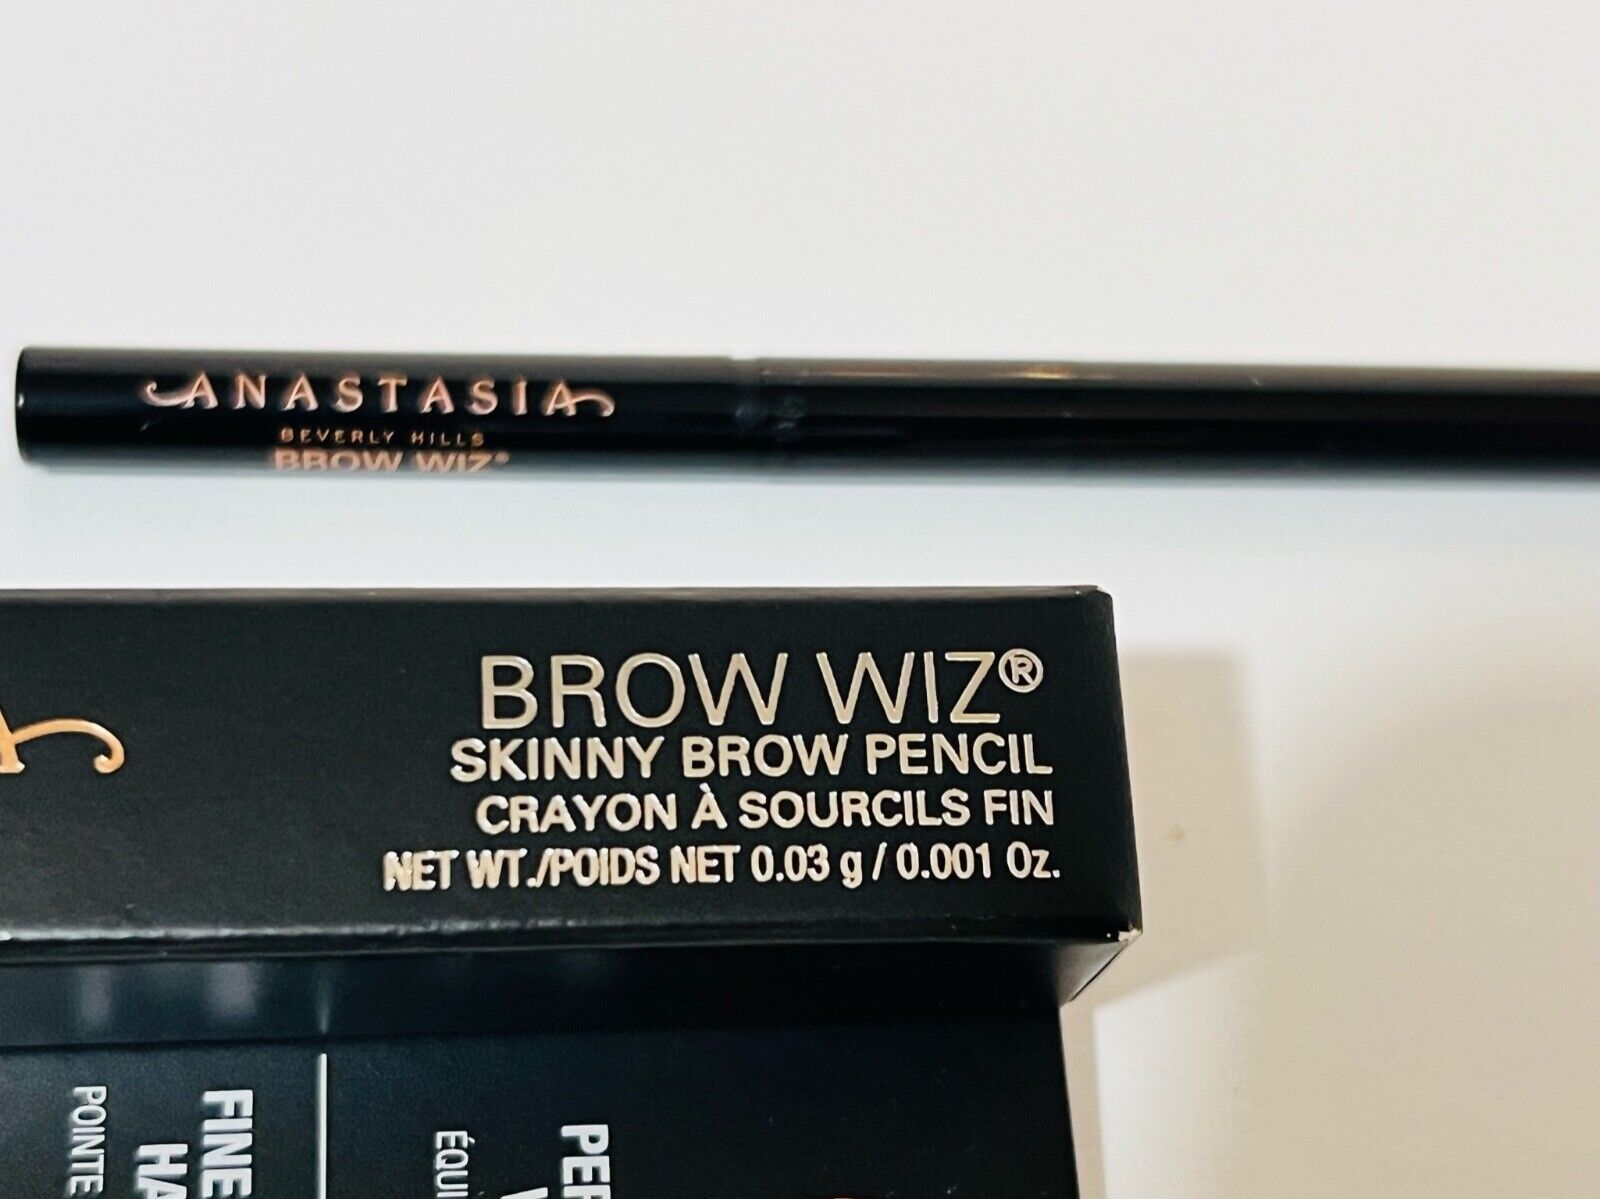 ANASTASIA
BEVERLY HILLS
BROW WIZ®
BROW WIZ®
SKINNY BROW PENCIL
CRAYON À SOURCILS FIN
NET WT./POIDS NET 0.03 g / 0.001 Oz.
POINTE